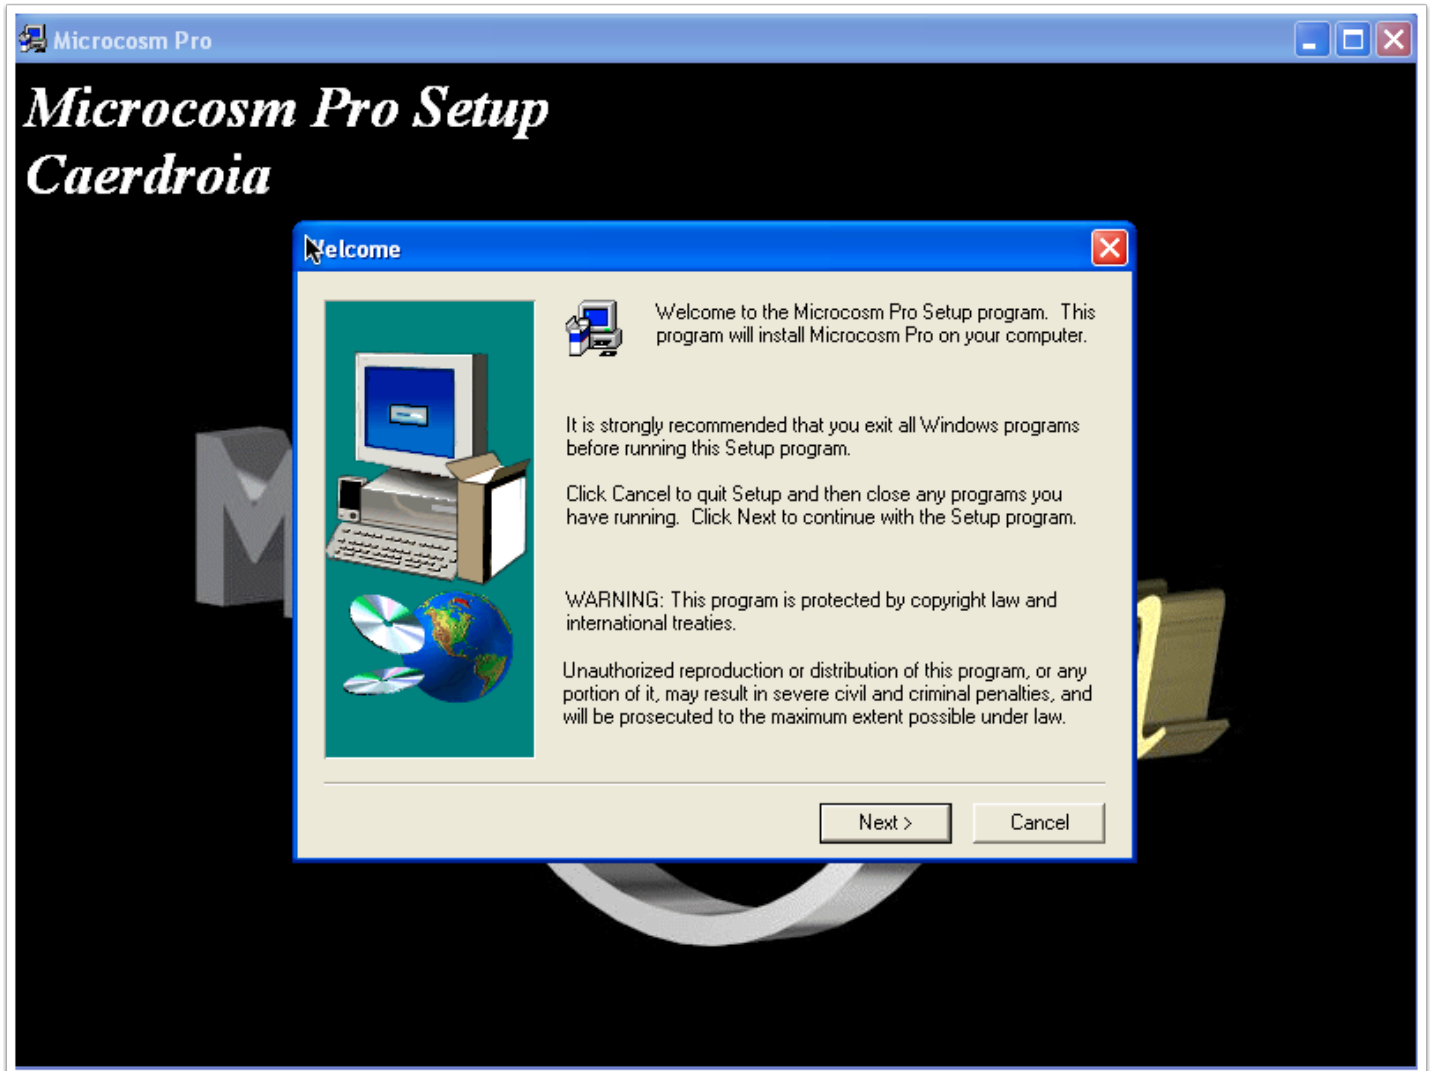 Microcosm Pro
Microcosm Pro Setup
Caerdroia
Welcome
Welcome to the Microcosm Pro Setup program.  This
program will install Microcosm Pro on your computer.
It is strongly recommended that you exit all Windows programs
before running this Setup program.
Click Cancel to quit Setup and then close any programs you
have running.  Click Next to continue with the Setup program.
WARNING: This program is protected by copyright law and
international treaties.
Unauthorized reproduction or distribution of this program, or any
portion of it, may result in severe civil and criminal penalties, and
will be prosecuted to the maximum extent possible under law.
Next >
Cancel